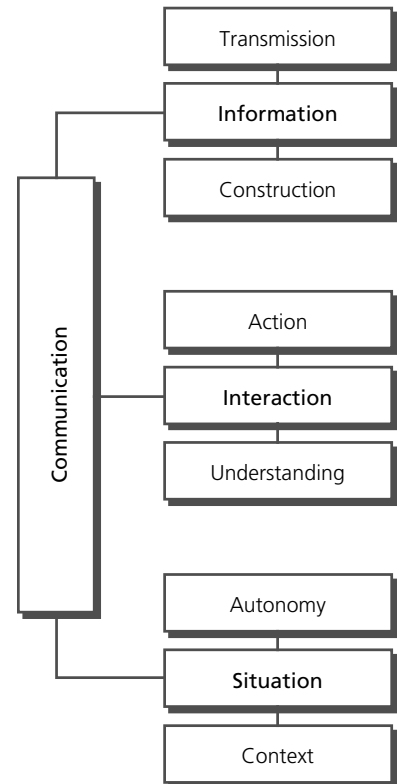 Transmission
Information
Construction
Communication
Action
Interaction
Understanding
Autonomy
Situation
Context